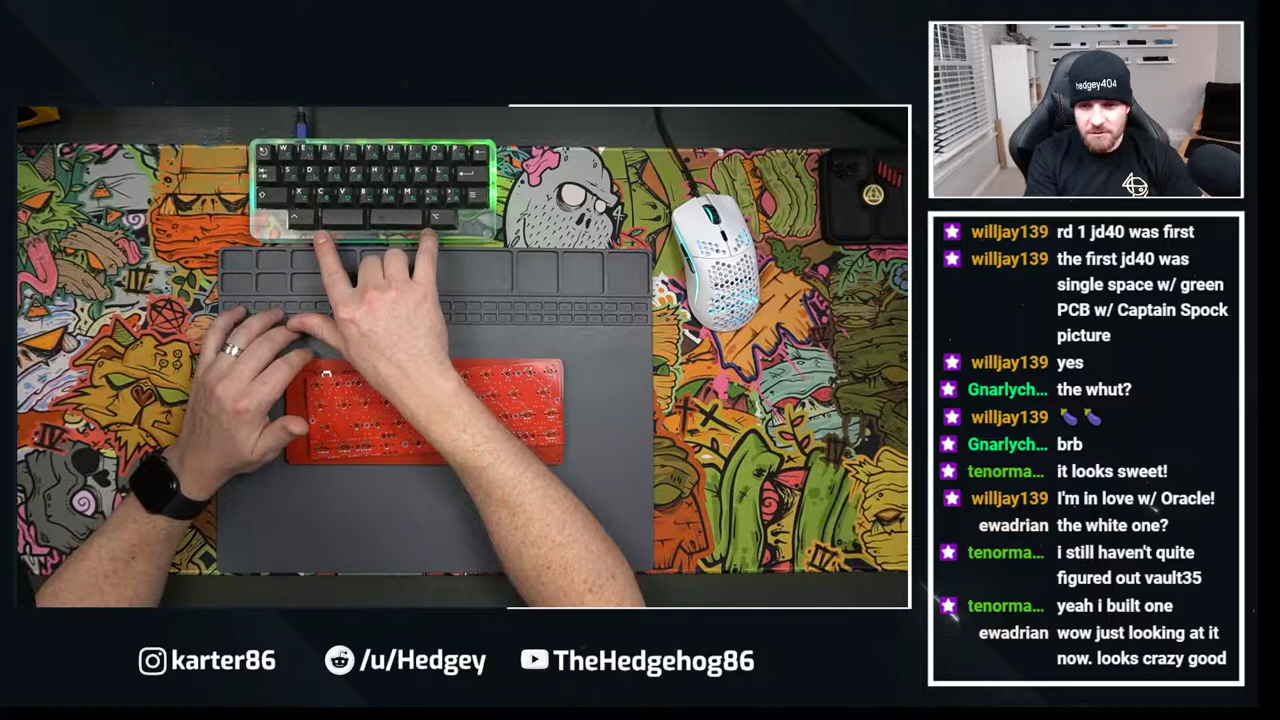 hedgey404
W E R T Y U I O P
S D F G H J K L
X C V B N M
willjay139 rd 1 jd40 was first
willjay139 the first jd40 was
single space w/ green
PCB w/ Captain Spock
picture
willjay139 yes
Gnarlych... the whut?
willjay139 🍆 🍆
Gnarlych... brb
tenorma... it looks sweet!
willjay139 I'm in love w/ Oracle!
ewadrian the white one?
tenorma... i still haven't quite
figured out vault35
tenorma... yeah i built one
ewadrian wow just looking at it
now. looks crazy good
karter86 /u/Hedgey TheHedgehog86